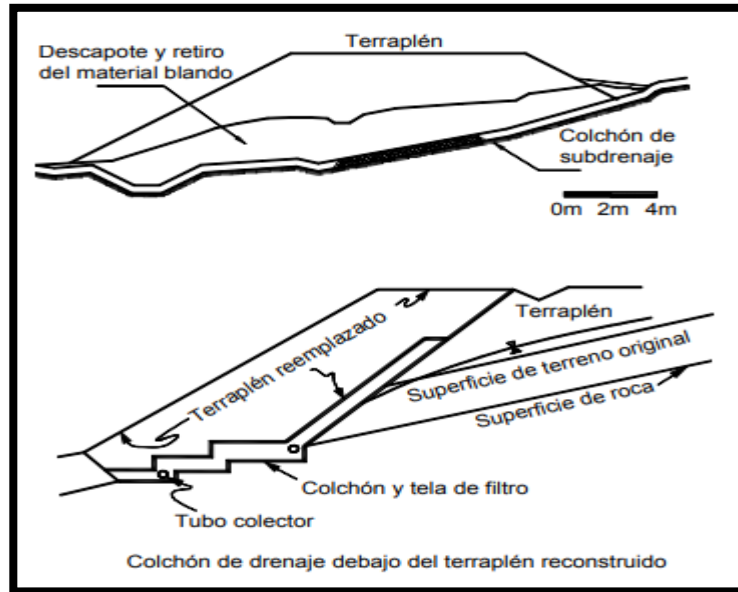 Terraplén
Descapote y retiro
del material blando
Colchón de
subdrenaje
0m 2m 4m
Terraplén
Terraplén reemplazado
Superficie de terreno original
Superficie de roca
Colchón y tela de filtro
Tubo colector
Colchón de drenaje debajo del terraplén reconstruido